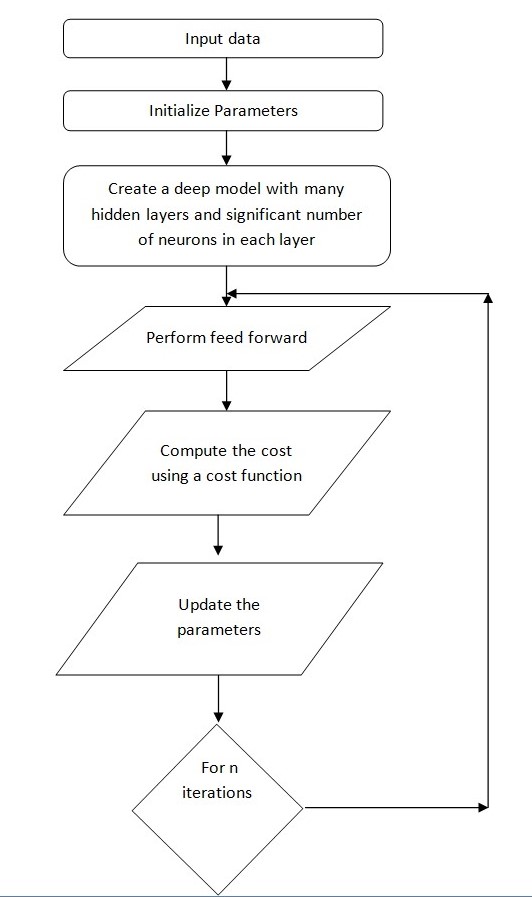 Input data
Initialize Parameters
Create a deep model with many
hidden layers and significant number
of neurons in each layer
Perform feed forward
Compute the cost
using a cost function
Update the
parameters
For n
iterations